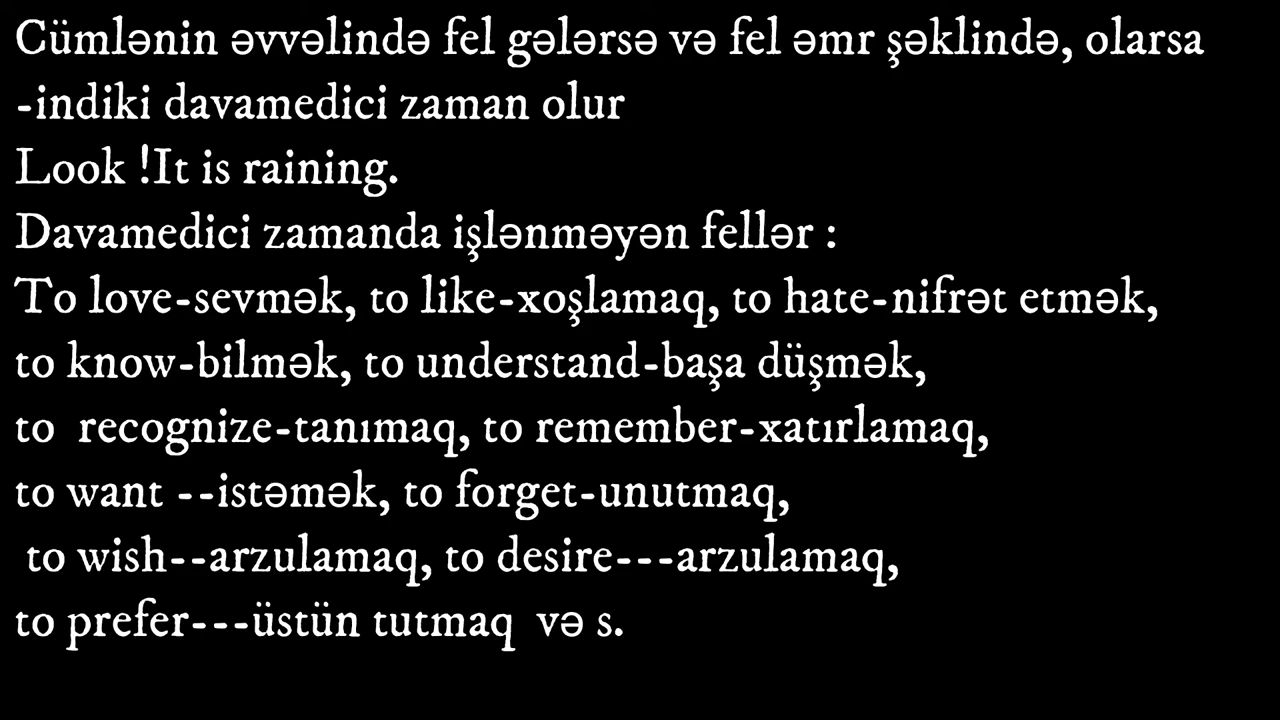 Cümlənin əvvəlində fel gələrsə və fel əmr şəklində, olarsa
-indiki davamedici zaman olur
Look !It is raining.
Davamedici zamanda işlənməyən fellər :
To love-sevmək, to like-xoşlamaq, to hate-nifrət etmək,
to know-bilmək, to understand-başa düşmək,
to  recognize-tanımaq, to remember-xatırlamaq,
to want --istəmək, to forget-unutmaq,
to wish--arzulamaq, to desire---arzulamaq,
to prefer---üstün tutmaq  və s.